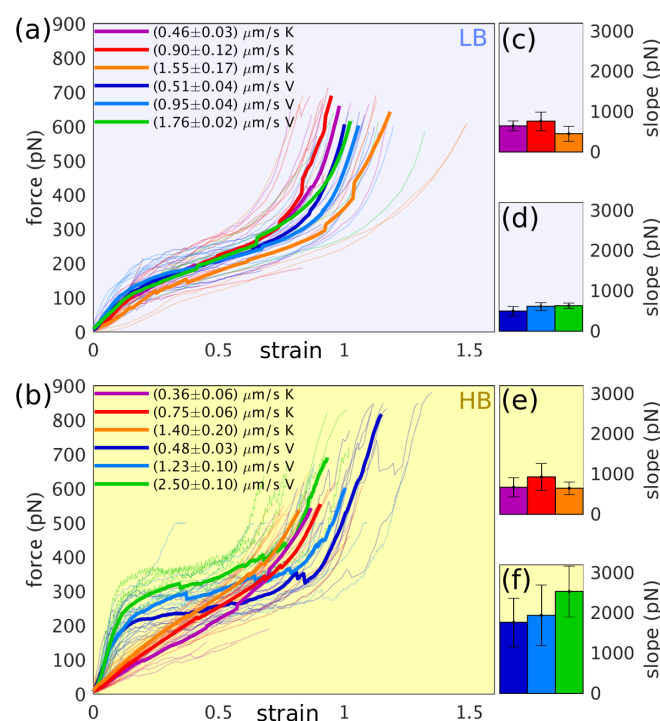 (a)
900
800
700
600
500
400
300
200
100
0
force (pN)
(0.46±0.03) μm/s K
(0.90±0.12) μm/s K
(1.55±0.17) μm/s K
(0.51±0.04) μm/s V
(0.95±0.04) μm/s V
(1.76±0.02) μm/s V
LB
0
0.5
strain
1
1.5
(c)
3000
2000
1000
0
slope (pN)
(d)
3000
2000
1000
0
slope (pN)
(b)
900
800
700
600
500
400
300
200
100
0
force (pN)
(0.36±0.06) μm/s K
(0.75±0.06) μm/s K
(1.40±0.20) μm/s K
(0.48±0.03) μm/s V
(1.23±0.10) μm/s V
(2.50±0.10) μm/s V
HB
0
0.5
strain
1
1.5
(e)
3000
2000
1000
0
slope (pN)
(f)
3000
2000
1000
0
slope (pN)